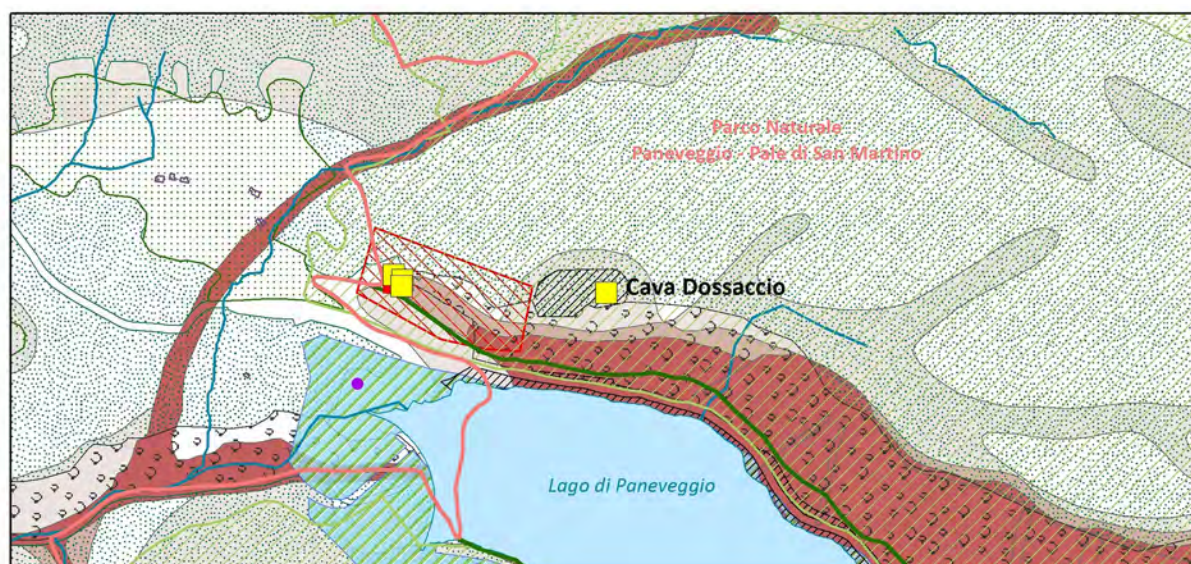 Parco Naturale
Paneveggio - Pale di San Martino
Cava Dossaccio
Lago di Paneveggio